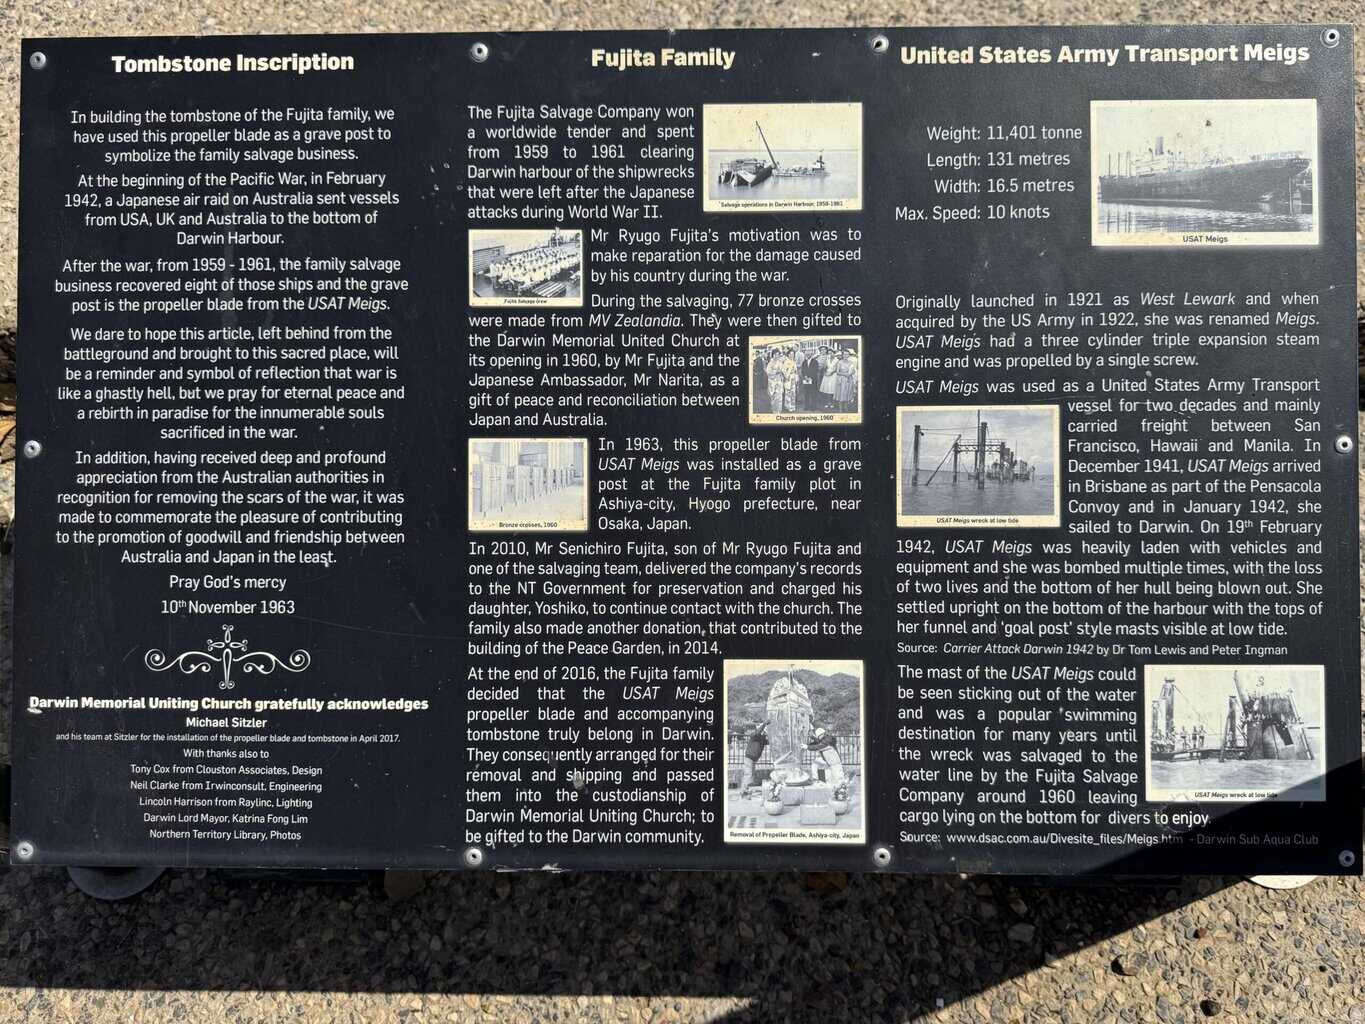 Tombstone Inscription
In building the tombstone of the Fujita family, we
have used this propeller blade as a grave post to
symbolize the family salvage business.
At the beginning of the Pacific War, in February
1942, a Japanese air raid on Australia sent vessels
from USA, UK and Australia to the bottom of
Darwin Harbour.
After the war, from 1959 - 1961, the family salvage
business recovered eight of those ships and the grave
post is the propeller blade from the USAT Meigs.
We dare to hope this article, left behind from the
battleground and brought to this sacred place, will
be a reminder and symbol of reflection that war is
like a ghastly hell, but we pray for eternal peace and
a rebirth in paradise for the innumerable souls
sacrificed in the war.
In addition, having received deep and profound
appreciation from the Australian authorities in
recognition for removing the scars of the war, it was
made to commemorate the pleasure of contributing
to the promotion of goodwill and friendship between
Australia and Japan in the least.
Pray God's mercy
10th November 1963
Darwin Memorial Uniting Church gratefully acknowledges
Michael Sitzler
and his team at Sitzler for the installation of the propeller blade and tombstone in April 2017.
With thanks also to
Tony Cox from Clouston Associates, Design
Neil Clarke from Irwinconsult, Engineering
Lincoln Harrison from Raylinc, Lighting
Darwin Lord Mayor, Katrina Fong Lim
Northern Territory Library, Photos
Fujita Family
The Fujita Salvage Company won
a worldwide tender and spent
from 1959 to 1961 clearing
Darwin harbour of the shipwrecks
that were left after the Japanese
attacks during World War II.
Salvage operations in Darwin Harbour, 1959-1961
Mr Ryugo Fujita's motivation was to
make reparation for the damage caused
by his country during the war.
Fujita Salvage Crew
During the salvaging, 77 bronze crosses
were made from MV Zealandia. They were then gifted to
the Darwin Memorial United Church at
its opening in 1960, by Mr Fujita and the
Japanese Ambassador, Mr Narita, as a
gift of peace and reconciliation between
Japan and Australia.
Church opening, 1960
In 1963, this propeller blade from
USAT Meigs was installed as a grave
post at the Fujita family plot in
Ashiya-city, Hyogo prefecture, near
Osaka, Japan.
Bronze crosses, 1960
In 2010, Mr Senichiro Fujita, son of Mr Ryugo Fujita and
one of the salvaging team, delivered the company's records
to the NT Government for preservation and charged his
daughter, Yoshiko, to continue contact with the church. The
family also made another donation, that contributed to the
building of the Peace Garden, in 2014.
At the end of 2016, the Fujita family
decided that the USAT Meigs
propeller blade and accompanying
tombstone truly belong in Darwin.
They consequently arranged for their
removal and shipping and passed
them into the custodianship of
Darwin Memorial Uniting Church; to
be gifted to the Darwin community.
Removal of Propeller Blade, Ashiya-city, Japan
United States Army Transport Meigs
Weight: 11,401 tonne
Length: 131 metres
Width: 16.5 metres
Max. Speed: 10 knots
USAT Meigs
Originally launched in 1921 as West Lewark and when
acquired by the US Army in 1922, she was renamed Meigs.
USAT Meigs had a three cylinder triple expansion steam
engine and was propelled by a single screw.
USAT Meigs was used as a United States Army Transport
vessel for two decades and mainly
carried freight between San
Francisco, Hawaii and Manila. In
December 1941, USAT Meigs arrived
in Brisbane as part of the Pensacola
Convoy and in January 1942, she
sailed to Darwin. On 19th February
USAT Meigs wreck at low tide
1942, USAT Meigs was heavily laden with vehicles and
equipment and she was bombed multiple times, with the loss
of two lives and the bottom of her hull being blown out. She
settled upright on the bottom of the harbour with the tops of
her funnel and 'goal post' style masts visible at low tide.
Source: Carrier Attack Darwin 1942 by Dr Tom Lewis and Peter Ingman
The mast of the USAT Meigs could
be seen sticking out of the water
and was a popular swimming
destination for many years until
the wreck was salvaged to the
water line by the Fujita Salvage
Company around 1960 leaving
cargo lying on the bottom for divers to enjoy.
USAT Meigs wreck at low tide
Source: www.dsac.com.au/Divesite_files/Meigs.htm - Darwin Sub Aqua Club